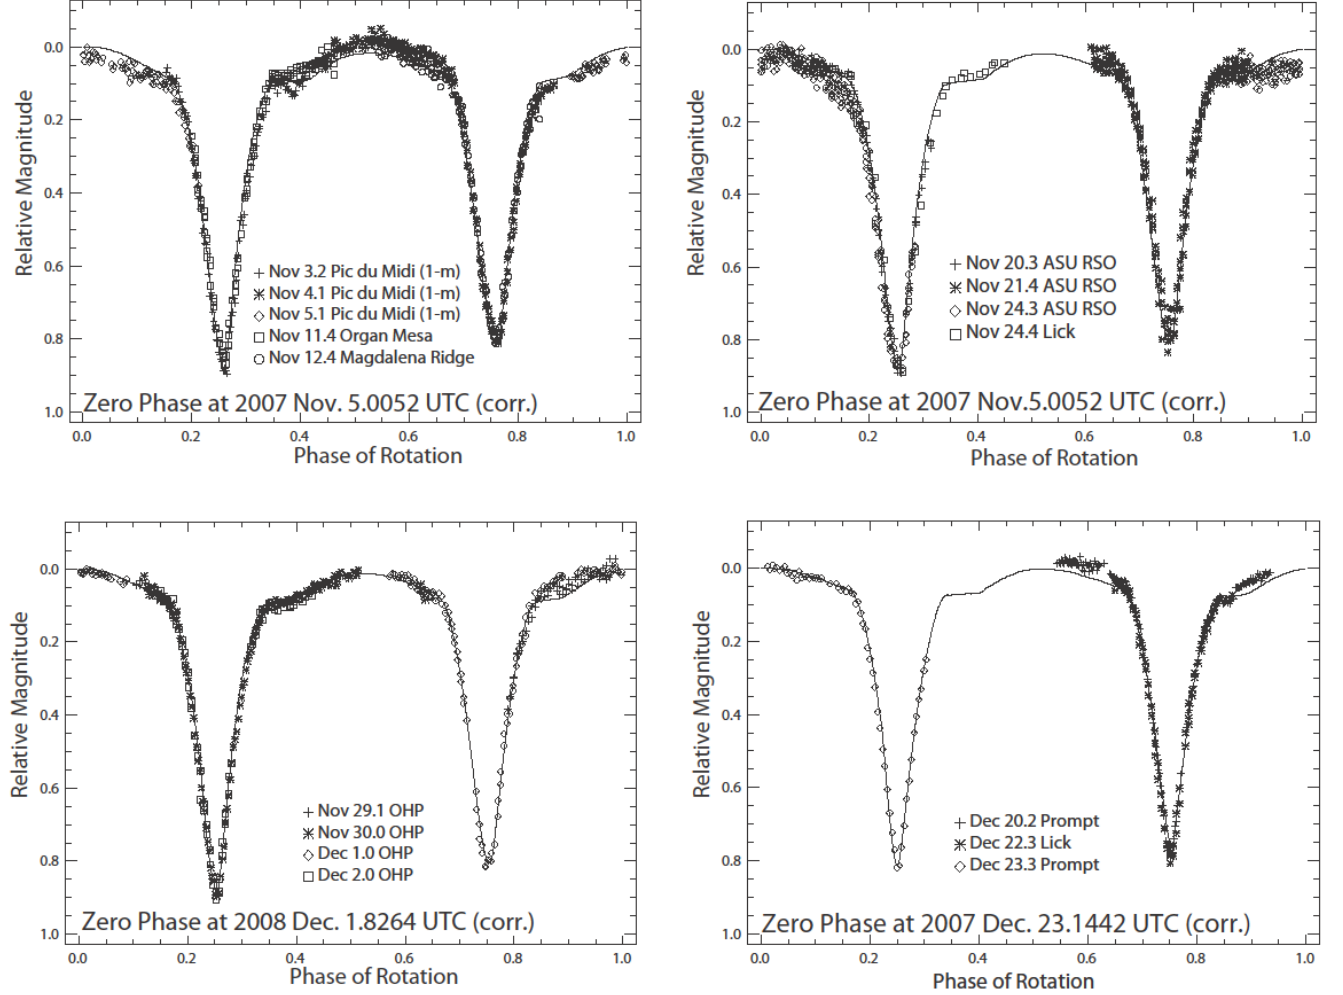 0.0
0.2
0.4
0.6
0.8
1.0
Relative Magnitude
+ Nov 3.2 Pic du Midi (1-m)
Nov 4.1 Pic du Midi (1-m)
Nov 5.1 Pic du Midi (1-m)
Nov 11.4 Organ Mesa
Nov 12.4 Magdalena Ridge
Zero Phase at 2007 Nov. 5.0052 UTC (corr.)
0.0 0.2 0.4 0.6 0.8 1.0
Phase of Rotation
0.0
0.2
0.4
0.6
0.8
1.0
Relative Magnitude
+ Nov 20.3 ASU RSO
Nov 21.4 ASU RSO
Nov 24.3 ASU RSO
Nov 24.4 Lick
Zero Phase at 2007 Nov.5.0052 UTC (corr.)
0.0 0.2 0.4 0.6 0.8 1.0
Phase of Rotation
0.0
0.2
0.4
0.6
0.8
1.0
Relative Magnitude
+ Nov 29.1 OHP
Nov 30.0 OHP
Dec 1.0 OHP
Dec 2.0 OHP
Zero Phase at 2008 Dec. 1.8264 UTC (corr.)
0.0 0.2 0.4 0.6 0.8 1.0
Phase of Rotation
0.0
0.2
0.4
0.6
0.8
1.0
Relative Magnitude
+ Dec 20.2 Prompt
Dec 22.3 Lick
Dec 23.3 Prompt
Zero Phase at 2007 Dec. 23.1442 UTC (corr.)
0.0 0.2 0.4 0.6 0.8 1.0
Phase of Rotation